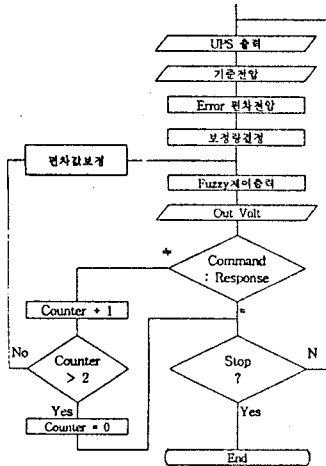 UPS 출력
기준전압
Error 편차전압
보정량결정
편차값보정
Fuzzy제어출력
Out Volt
≠
Command
: Response
Counter + 1
=
No
Counter
> 2
Stop
?
N
Yes
Yes
Counter = 0
End